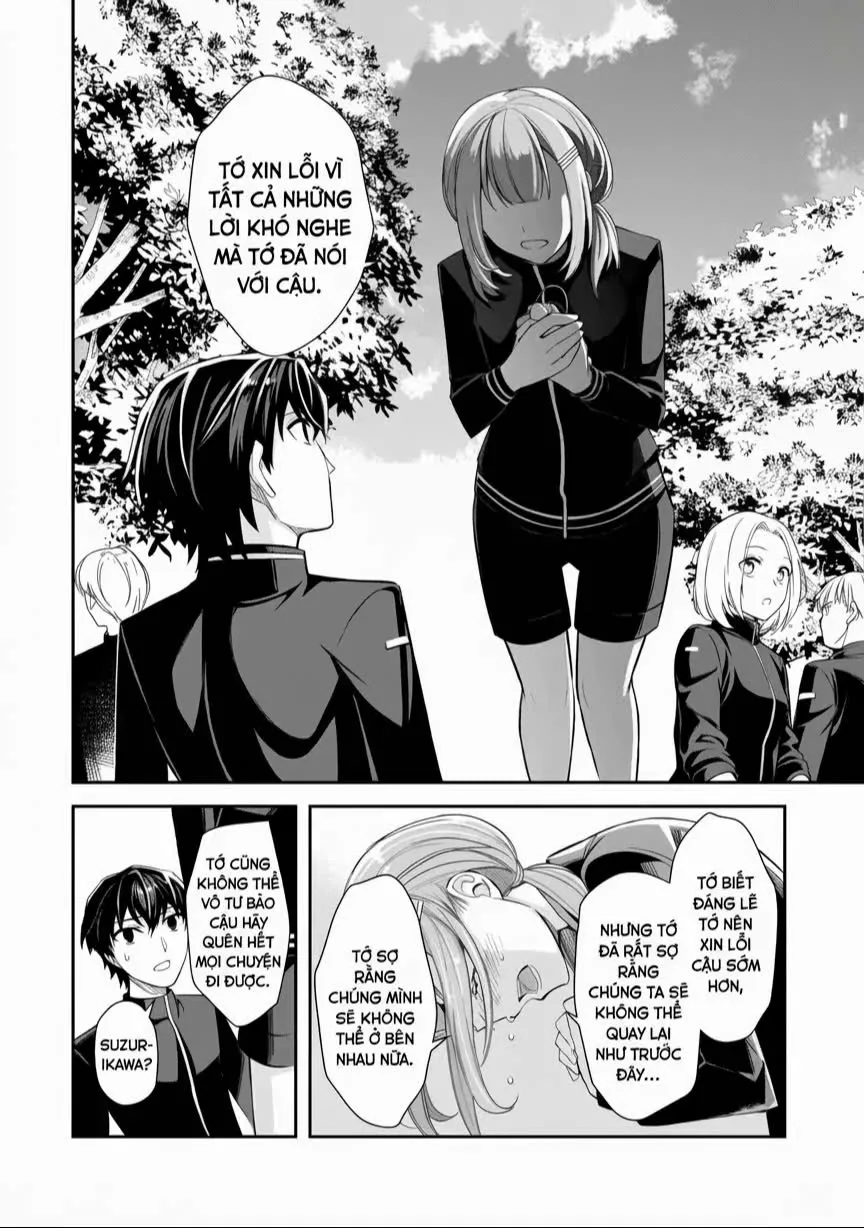 TỚ XIN LỖI VÌ
TẤT CẢ NHỮNG
LỜI KHÓ NGHE
MÀ TỚ ĐÃ NÓI
VỚI CẬU.
TỚ BIẾT
ĐÁNG LẼ
TỚ NÊN
XIN LỖI
CẬU SỚM
HƠN,
NHƯNG TỚ
ĐÃ RẤT SỢ
RẰNG
CHÚNG TA SẼ
KHÔNG THỂ
QUAY LẠI
NHƯ TRƯỚC
ĐÂY...
TỚ SỢ
RẰNG
CHÚNG MÌNH
SẼ KHÔNG
THỂ Ở BÊN
NHAU NỮA.
TỚ CŨNG
KHÔNG THỂ
VÔ TƯ BẢO
CẬU HÃY
QUÊN HẾT
MỌI CHUYỆN
ĐI ĐƯỢC.
SUZUR-
IKAWA?